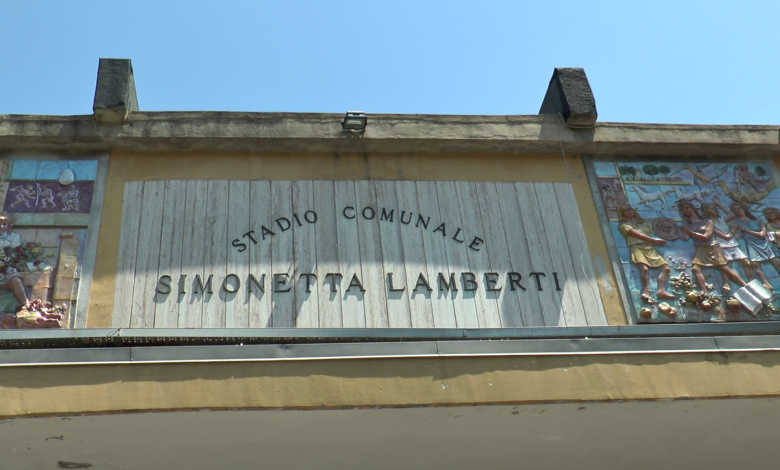 STADIO COMUNALE
SIMONETTA LAMBERTI